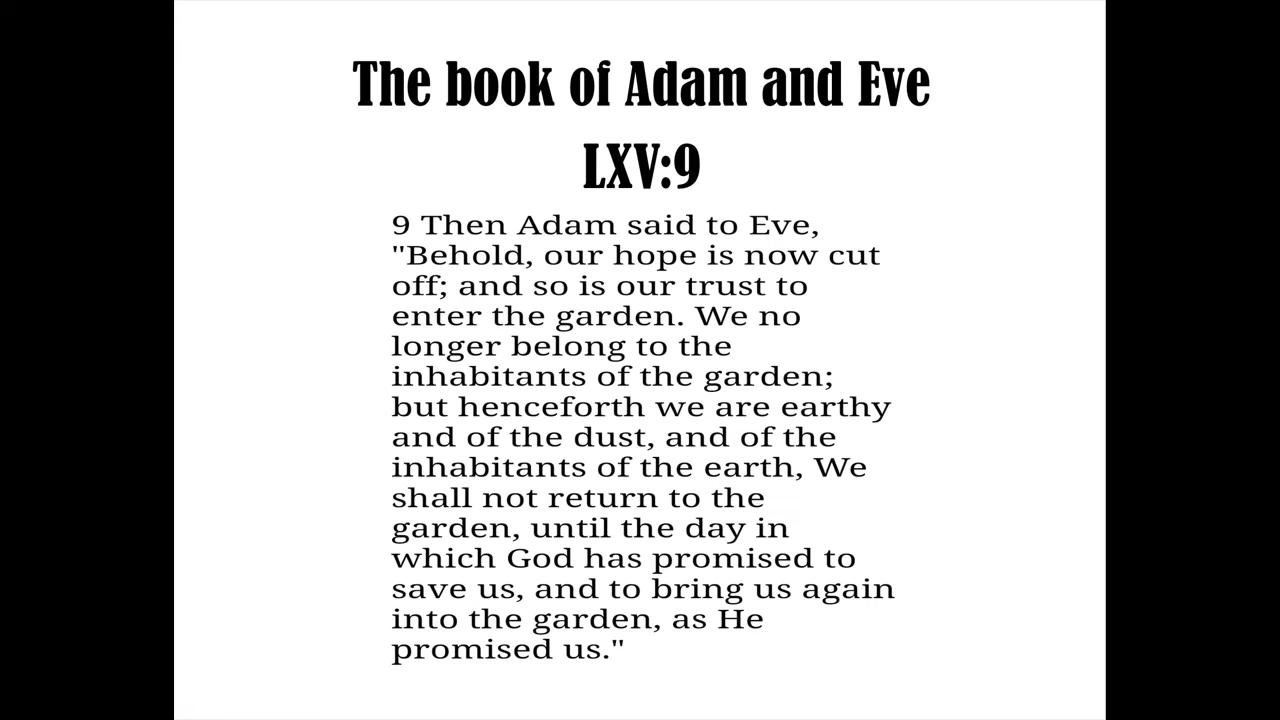 The book of Adam and Eve
LXV:9
9 Then Adam said to Eve,
"Behold, our hope is now cut
off; and so is our trust to
enter the garden. We no
longer belong to the
inhabitants of the garden;
but henceforth we are earthy
and of the dust, and of the
inhabitants of the earth, We
shall not return to the
garden, until the day in
which God has promised to
save us, and to bring us again
into the garden, as He
promised us."